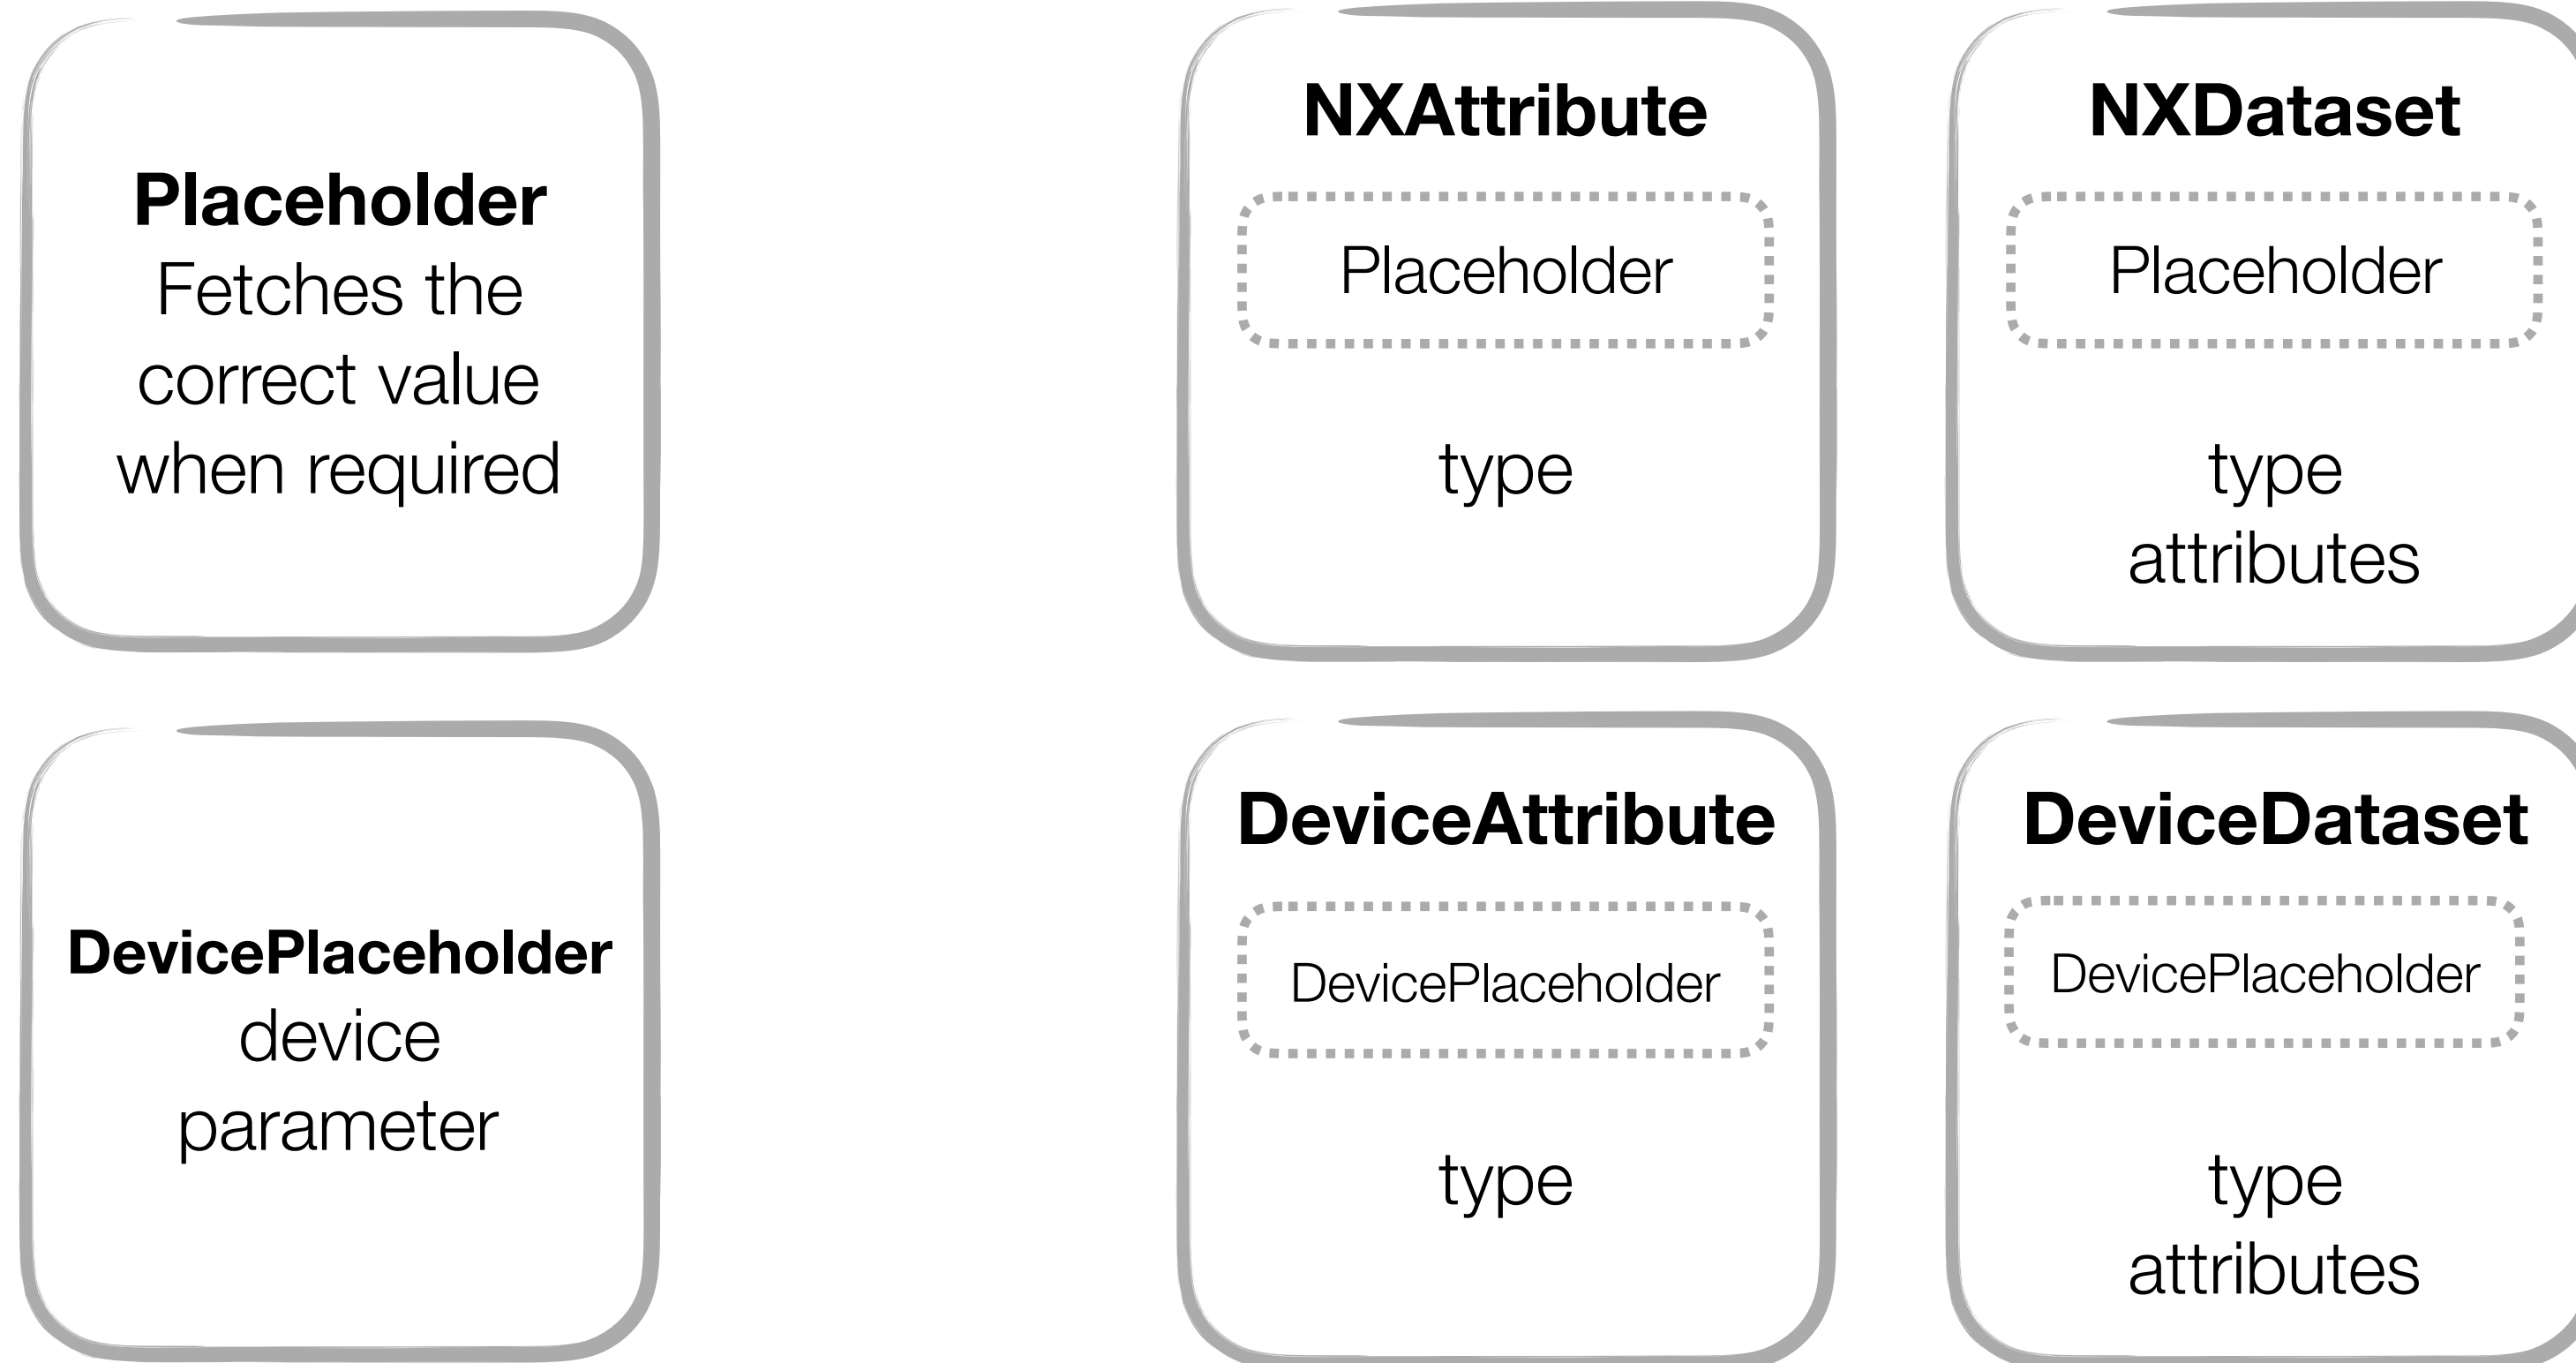 Placeholder
Fetches the
correct value
when required
NXAttribute
Placeholder
type
NXDataset
Placeholder
type
attributes
DevicePlaceholder
device
parameter
DeviceAttribute
DevicePlaceholder
type
DeviceDataset
DevicePlaceholder
type
attributes